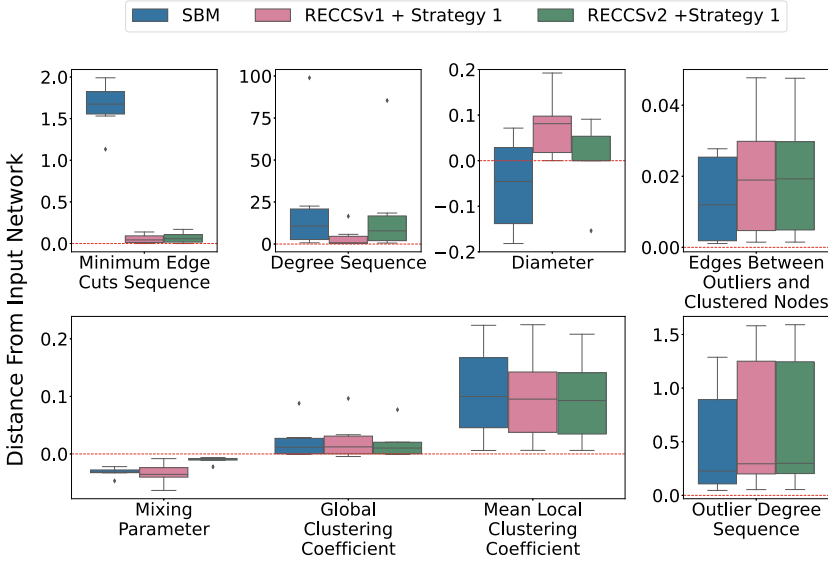 SBM
RECCSv1 + Strategy 1
RECCSv2 +Strategy 1
Distance From Input Network
2.0
1.5
1.0
0.5
0.0
Minimum Edge
Cuts Sequence
100
75
50
25
0
Degree Sequence
0.2
0.1
0.0
−0.1
−0.2
Diameter
0.04
0.02
0.00
Edges Between
Outliers and
Clustered Nodes
0.2
0.1
0.0
Mixing
Parameter
Global
Clustering
Coefficient
Mean Local
Clustering
Coefficient
1.5
1.0
0.5
0.0
Outlier Degree
Sequence